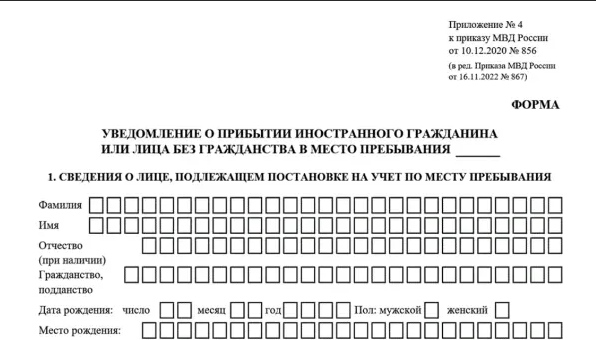 Приложение № 4
к приказу МВД России
от 10.12.2020 № 856
(в ред. Приказа МВД России
от 16.11.2022 № 867)
ФОРМА
УВЕДОМЛЕНИЕ О ПРИБЫТИИ ИНОСТРАННОГО ГРАЖДАНИНА
ИЛИ ЛИЦА БЕЗ ГРАЖДАНСТВА В МЕСТО ПРЕБЫВАНИЯ
1. СВЕДЕНИЯ О ЛИЦЕ, ПОДЛЕЖАЩЕМ ПОСТАНОВКЕ НА УЧЕТ ПО МЕСТУ ПРЕБЫВАНИЯ
Фамилия
Имя
Отчество
(при наличии)
Гражданство,
подданство
Дата рождения: число месяц год Пол: мужской женский
Место рождения: